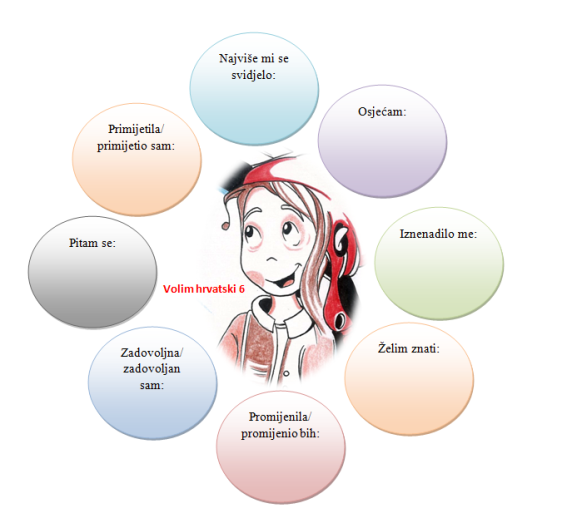 Najviše mi se
svidjelo:
Osjećam:
Iznenadilo me:
Želim znati:
Promijenila/
promijenio bih:
Zadovoljna/
zadovoljan
sam:
Pitam se:
Primijetila/
primijetio sam:
Volim hrvatski 6